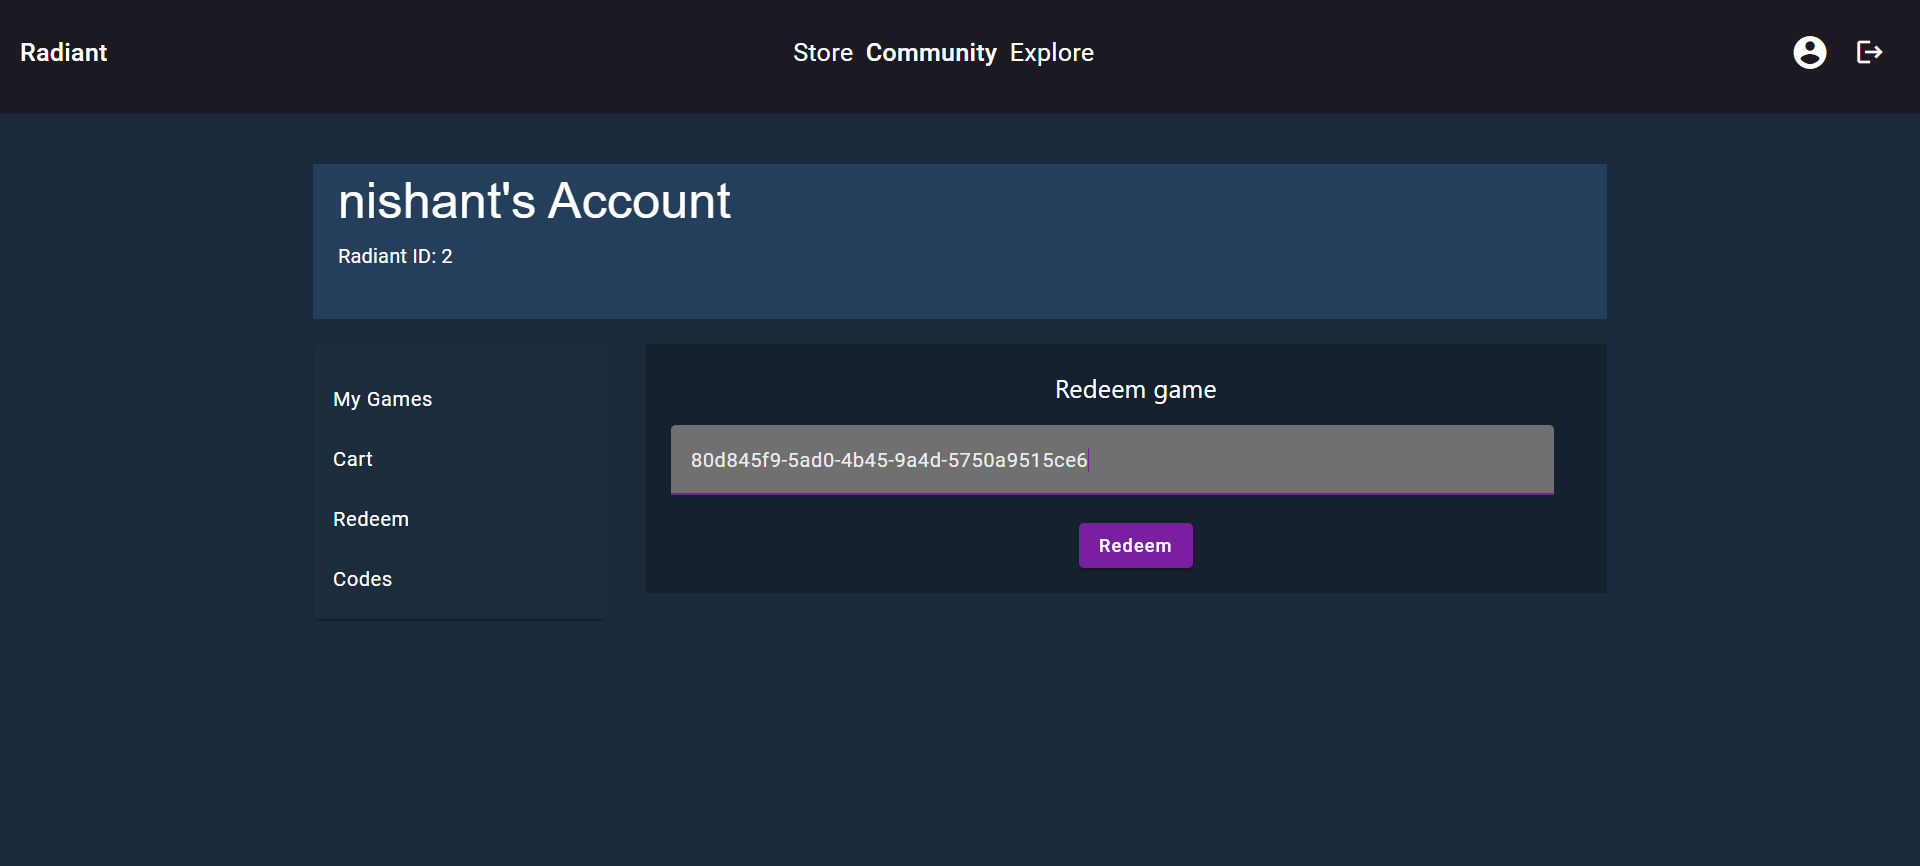 Radiant
Store Community Explore
nishant's Account
Radiant ID: 2
My Games
Cart
Redeem
Codes
Redeem game
80d845f9-5ad0-4b45-9a4d-5750a9515ce6
Redeem